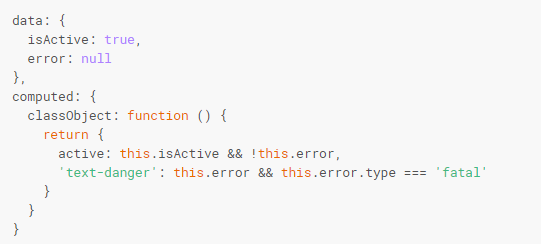 data: {
  isActive: true,
  error: null
},
computed: {
  classObject: function () {
    return {
      active: this.isActive && !this.error,
      'text-danger': this.error && this.error.type === 'fatal'
    }
  }
}